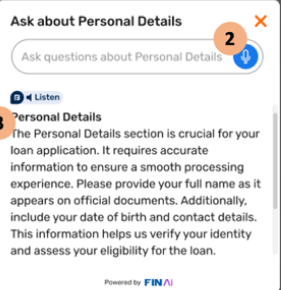 Ask about Personal Details
2
Ask questions about Personal Details
Listen
Personal Details
The Personal Details section is crucial for your
loan application. It requires accurate
information to ensure a smooth processing
experience. Please provide your full name as it
appears on official documents. Additionally,
include your date of birth and contact details.
This information helps us verify your identity
and assess your eligibility for the loan.
Powered by FIN AI